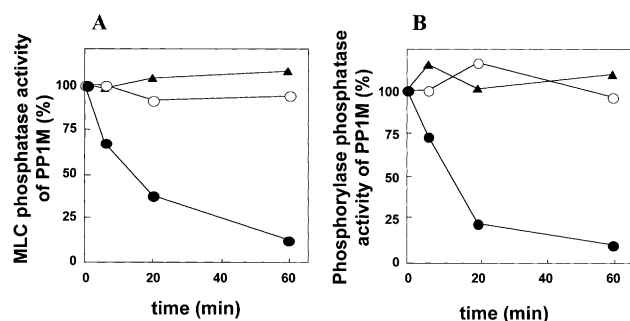 A
MLC phosphatase activity
of PP1M (%)
100
75
50
25
0
0
20
40
60
time (min)
B
Phosphorylase phosphatase
activity of PP1M (%)
100
75
50
25
0
0
20
40
60
time (min)